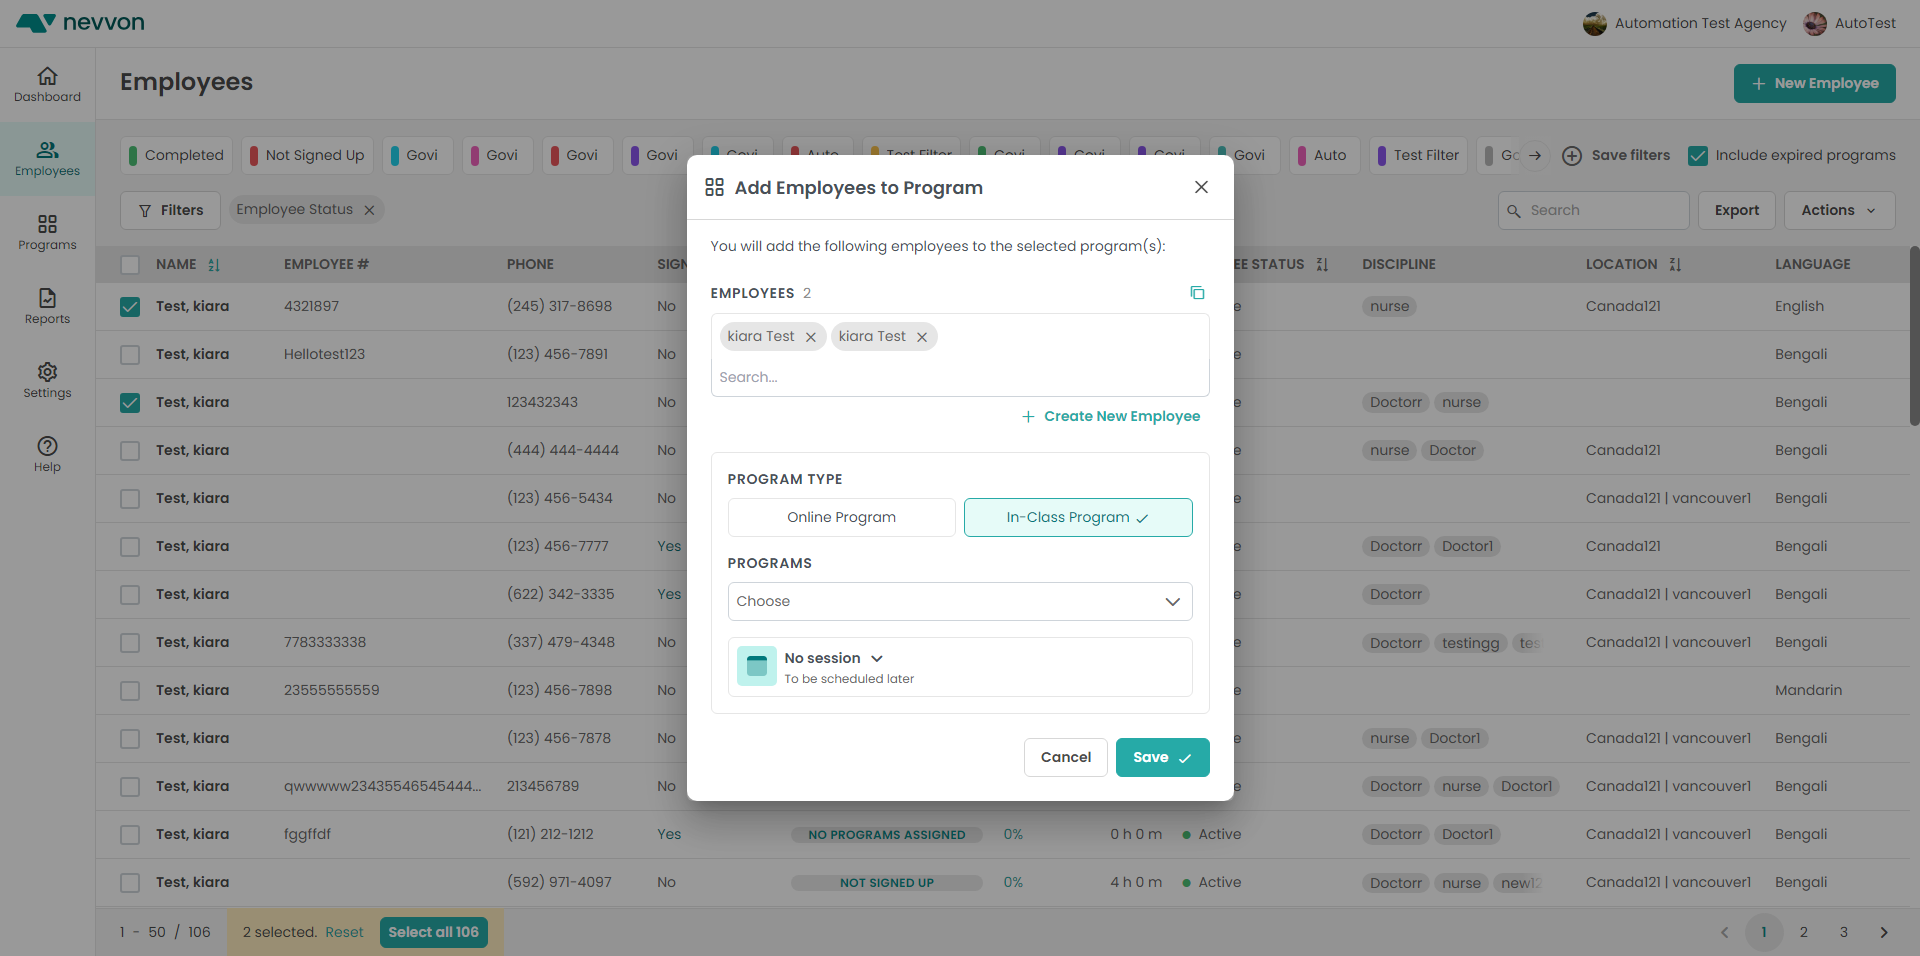 nevvon
Automation Test Agency
AutoTest
Dashboard
Employees
Programs
Reports
Settings
Help
Employees
New Employee
Completed
Not Signed Up
Govi
Govi
Govi
Govi
Govi
Auto
Test Filter
Govi
Govi
Govi
Govi
Auto
Test Filter
Save filters
Include expired programs
Filters
Employee Status
Search
Export
Actions
NAME EMPLOYEE # PHONE SIGN EE STATUS DISCIPLINE LOCATION LANGUAGE
Test, kiara 4321897 (245) 317-8698 No e nurse Canada121 English
Test, kiara Hellotest123 (123) 456-7891 No e Bengali
Test, kiara 123432343 No e Doctorr nurse Bengali
Test, kiara (444) 444-4444 No e nurse Doctor Canada121 Bengali
Test, kiara (123) 456-5434 No e Canada121 | vancouver1 Bengali
Test, kiara (123) 456-7777 Yes e Doctorr Doctor1 Canada121 Bengali
Test, kiara (622) 342-3335 Yes e Doctorr Canada121 | vancouver1 Bengali
Test, kiara 7783333338 (337) 479-4348 No e Doctorr testingg tes Canada121 | vancouver1 Bengali
Test, kiara 23555555559 (123) 456-7898 No e Mandarin
Test, kiara (123) 456-7878 No e nurse Doctor1 Canada121 | vancouver1 Bengali
Test, kiara qwwwww23435546545444... 213456789 No e Doctorr nurse Doctor1 Canada121 | vancouver1 Bengali
Test, kiara fggffdf (121) 212-1212 Yes NO PROGRAMS ASSIGNED 0% 0 h 0 m Active Doctorr Doctor1 Canada121 | vancouver1 Bengali
Test, kiara (592) 971-4097 No NOT SIGNED UP 0% 4 h 0 m Active Doctorr nurse new12 Canada121 | vancouver1 Bengali
1 - 50 / 106
2 selected. Reset
Select all 106
1 2 3
Add Employees to Program
You will add the following employees to the selected program(s):
EMPLOYEES 2
kiara Test kiara Test
Search...
Create New Employee
PROGRAM TYPE
Online Program
In-Class Program
PROGRAMS
Choose
No session
To be scheduled later
Cancel
Save